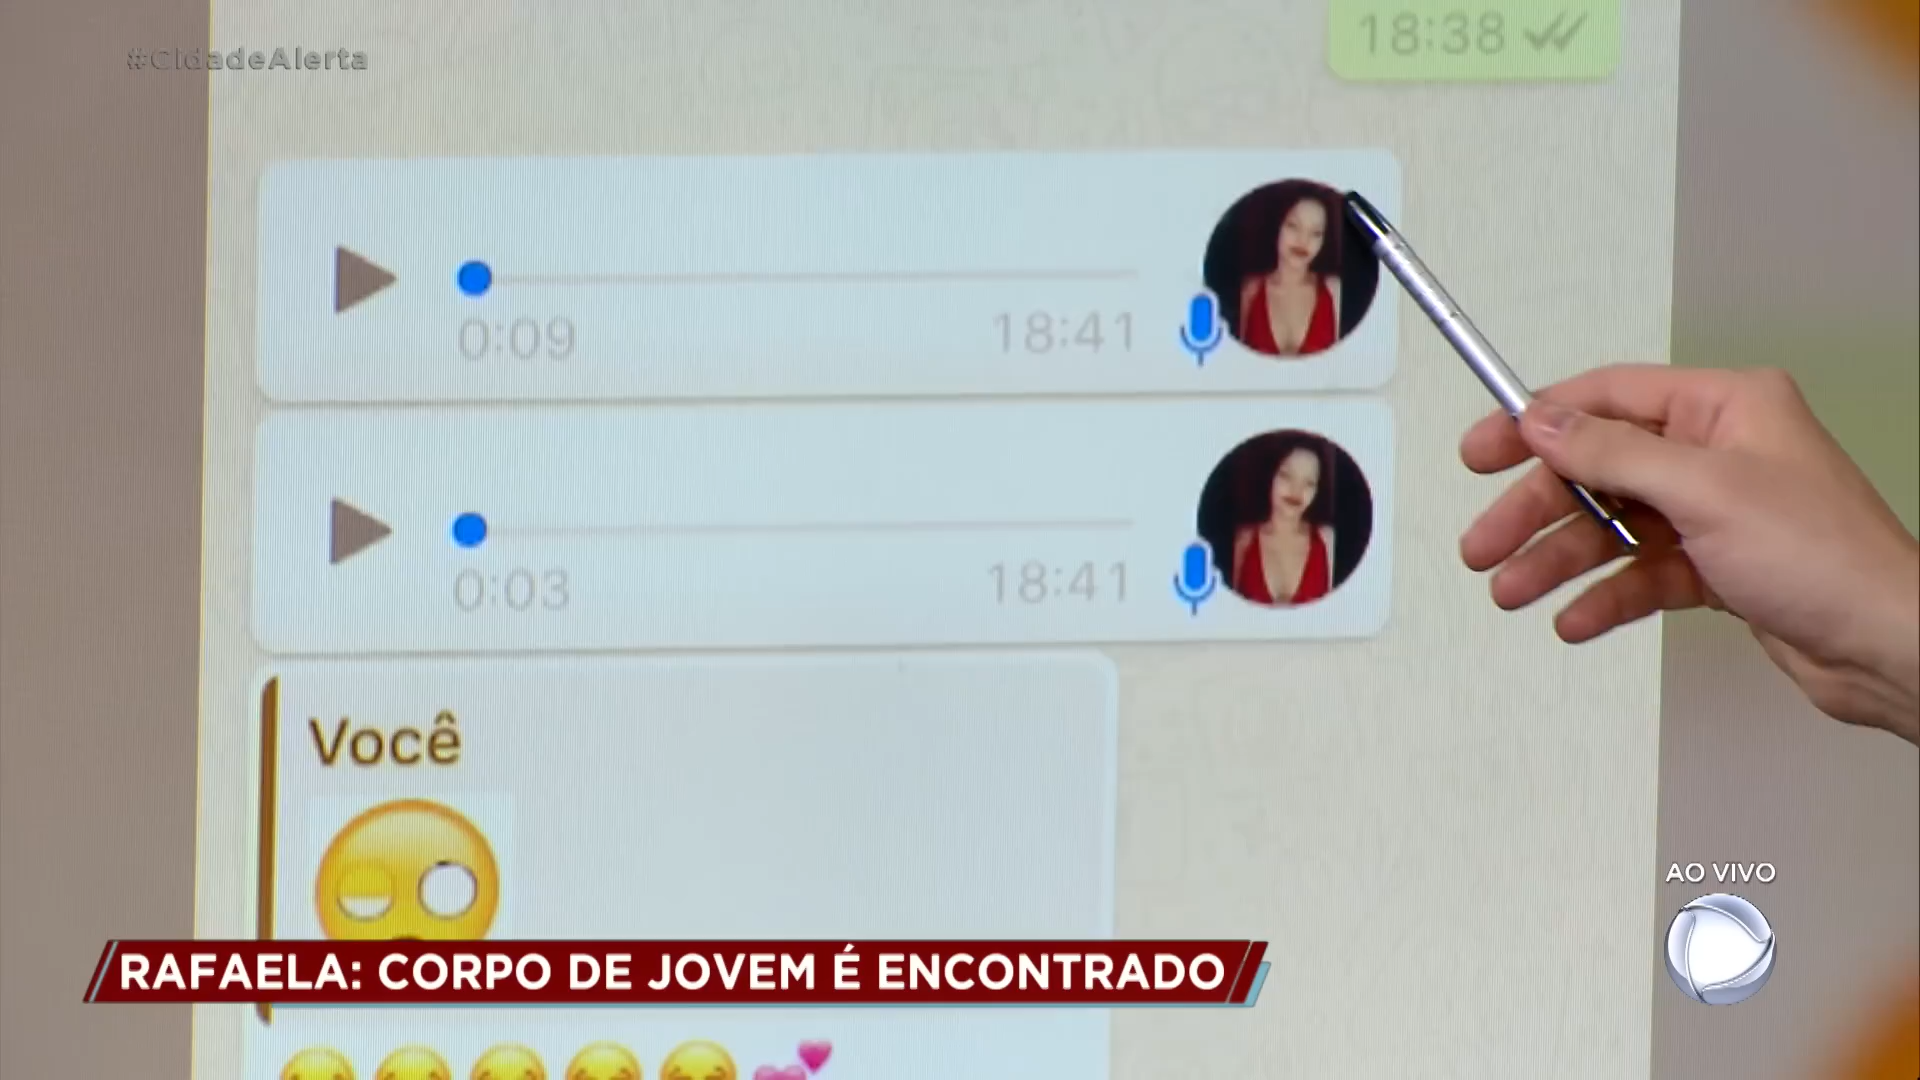 #CidadeAlerta
18:38
0:09
18:41
0:03
18:41
Você
AO VIVO
RAFAELA: CORPO DE JOVEM É ENCONTRADO